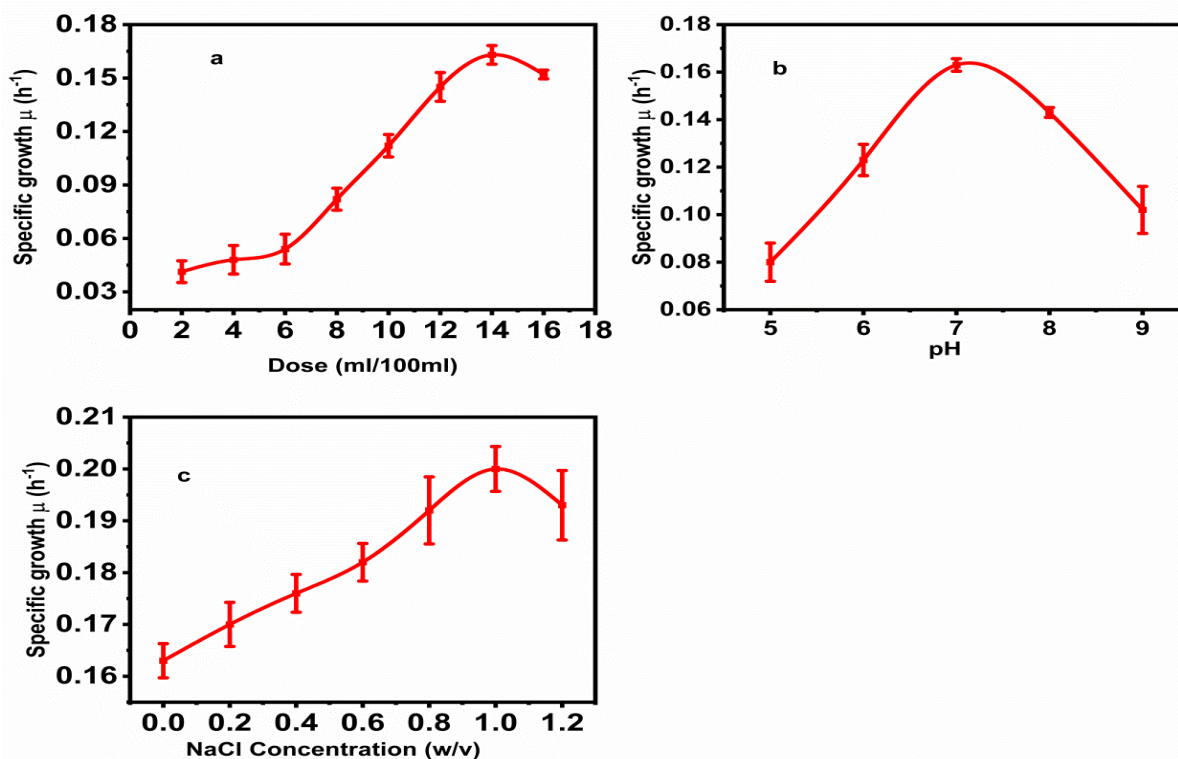 a
Specific growth μ (h-1)
0.18
0.15
0.12
0.09
0.06
0.03
0 2 4 6 8 10 12 14 16 18
Dose (ml/100ml)
b
Specific growth μ (h-1)
0.18
0.16
0.14
0.12
0.10
0.08
0.06
5 6 7 8 9
pH
c
Specific growth μ (h-1)
0.21
0.20
0.19
0.18
0.17
0.16
0.0 0.2 0.4 0.6 0.8 1.0 1.2
NaCl Concentration (w/v)